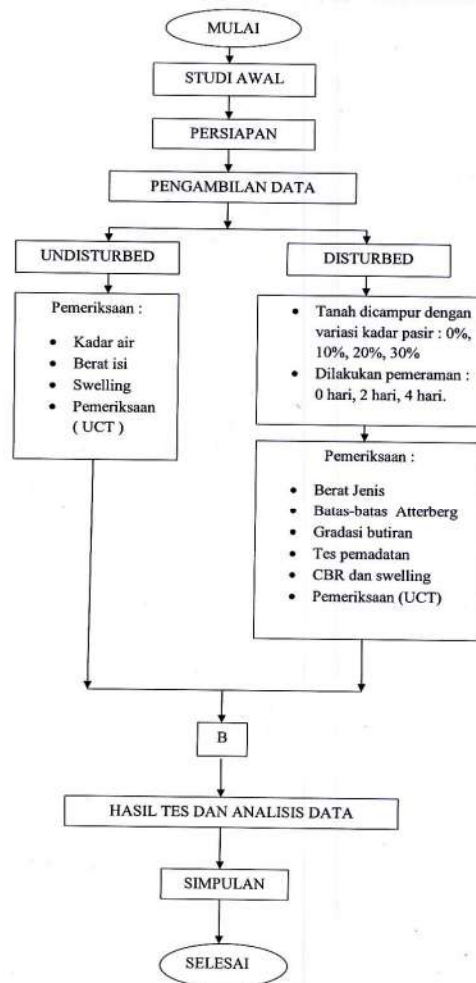 MULAI
STUDI AWAL
PERSIAPAN
PENGAMBILAN DATA
UNDISTURBED
Pemeriksaan :
• Kadar air
• Berat isi
• Swelling
• Pemeriksaan
( UCT )
DISTURBED
• Tanah dicampur dengan
variasi kadar pasir : 0%,
10%, 20%, 30%
• Dilakukan pemeraman :
0 hari, 2 hari, 4 hari.
Pemeriksaan :
• Berat Jenis
• Batas-batas Atterberg
• Gradasi butiran
• Tes pemadatan
• CBR dan swelling
• Pemeriksaan (UCT)
B
HASIL TES DAN ANALISIS DATA
SIMPULAN
SELESAI